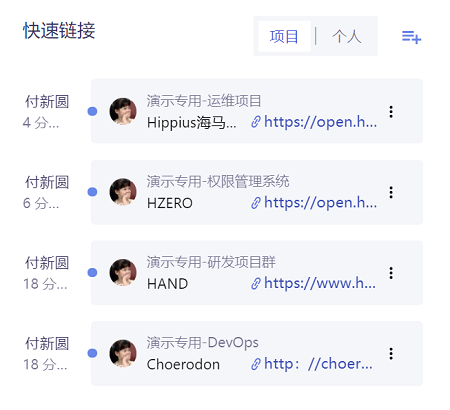 快速链接
项目 | 个人
付新圆
4 分...
演示专用-运维项目
Hippius海马... https://open.h...
付新圆
6 分...
演示专用-权限管理系统
HZERO https://open.h...
付新圆
18 分...
演示专用-研发项目群
HAND https://www.h...
付新圆
18 分...
演示专用-DevOps
Choerodon http：//choer...